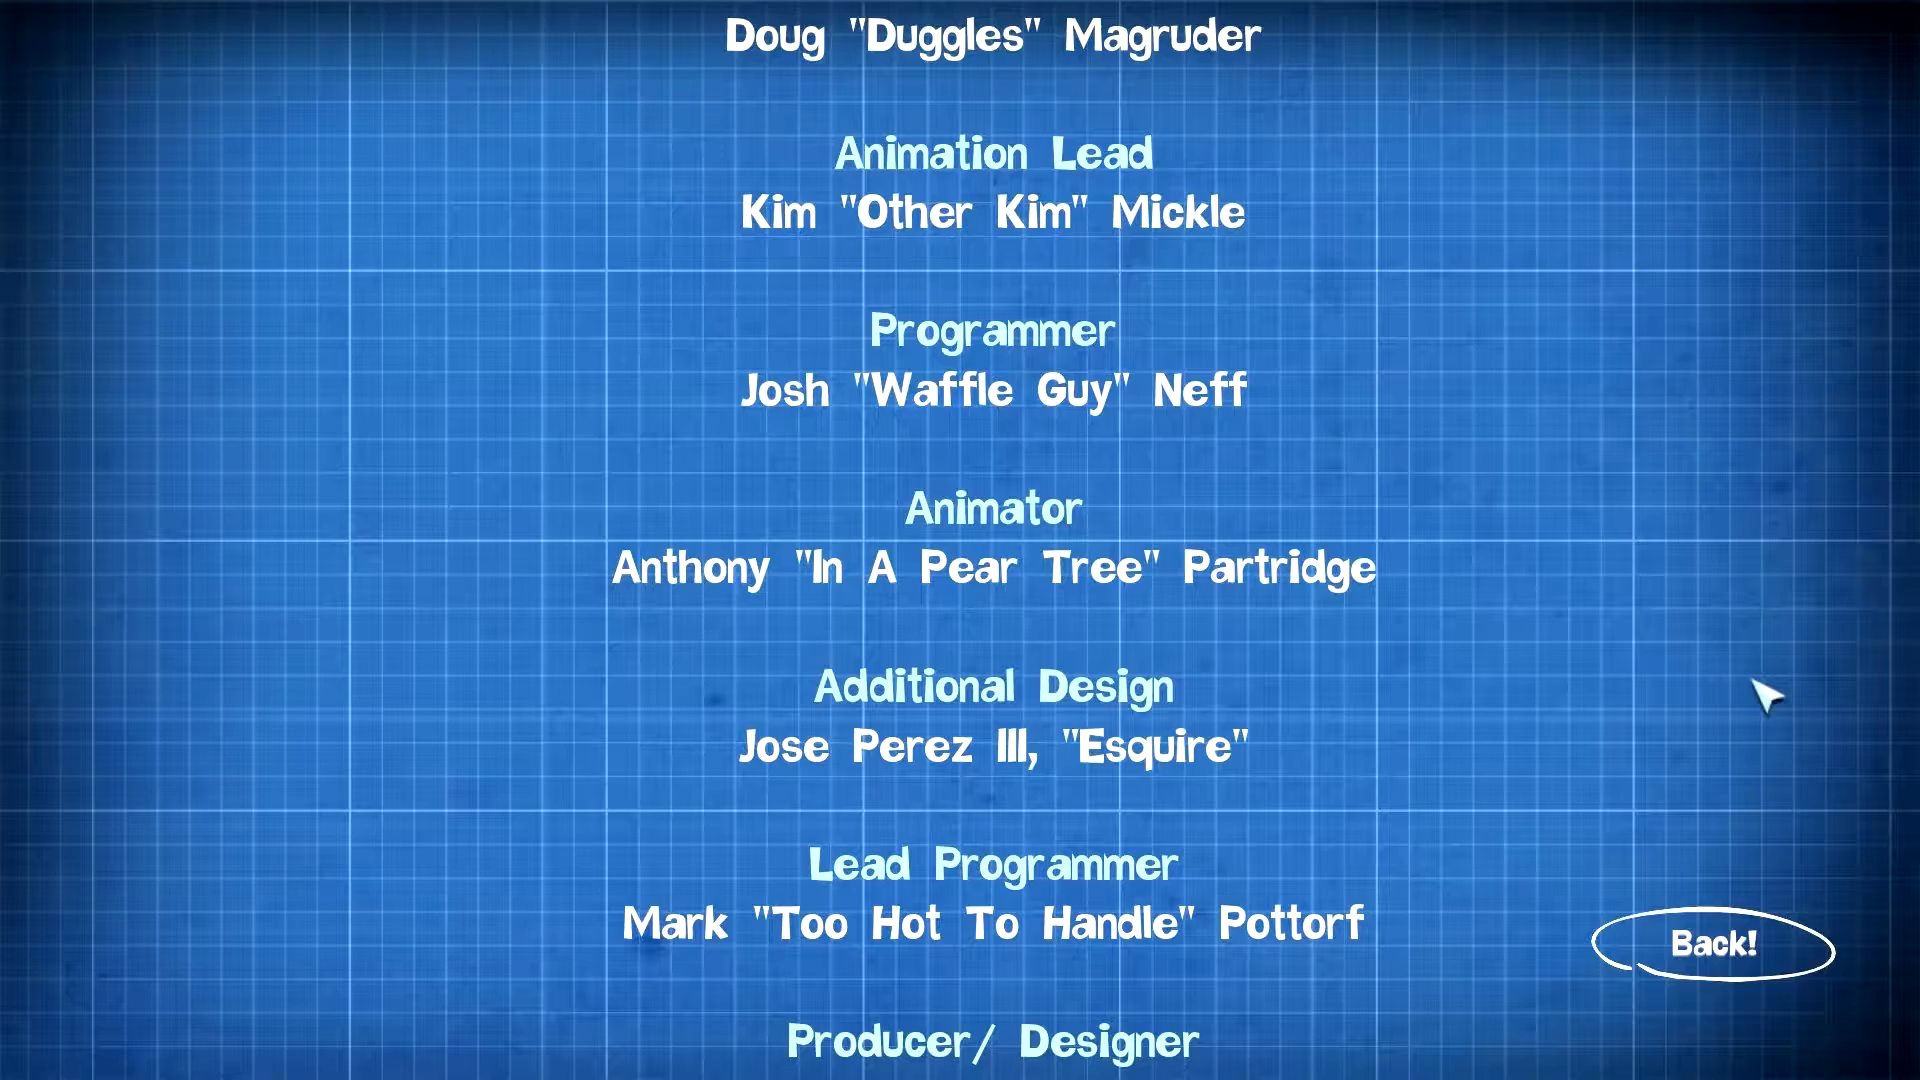 Doug "Duggles" Magruder
Animation Lead
Kim "Other Kim" Mickle
Programmer
Josh "Waffle Guy" Neff
Animator
Anthony "In A Pear Tree" Partridge
Additional Design
Jose Perez III, "Esquire"
Lead Programmer
Mark "Too Hot To Handle" Pottorf
Back!
Producer/ Designer